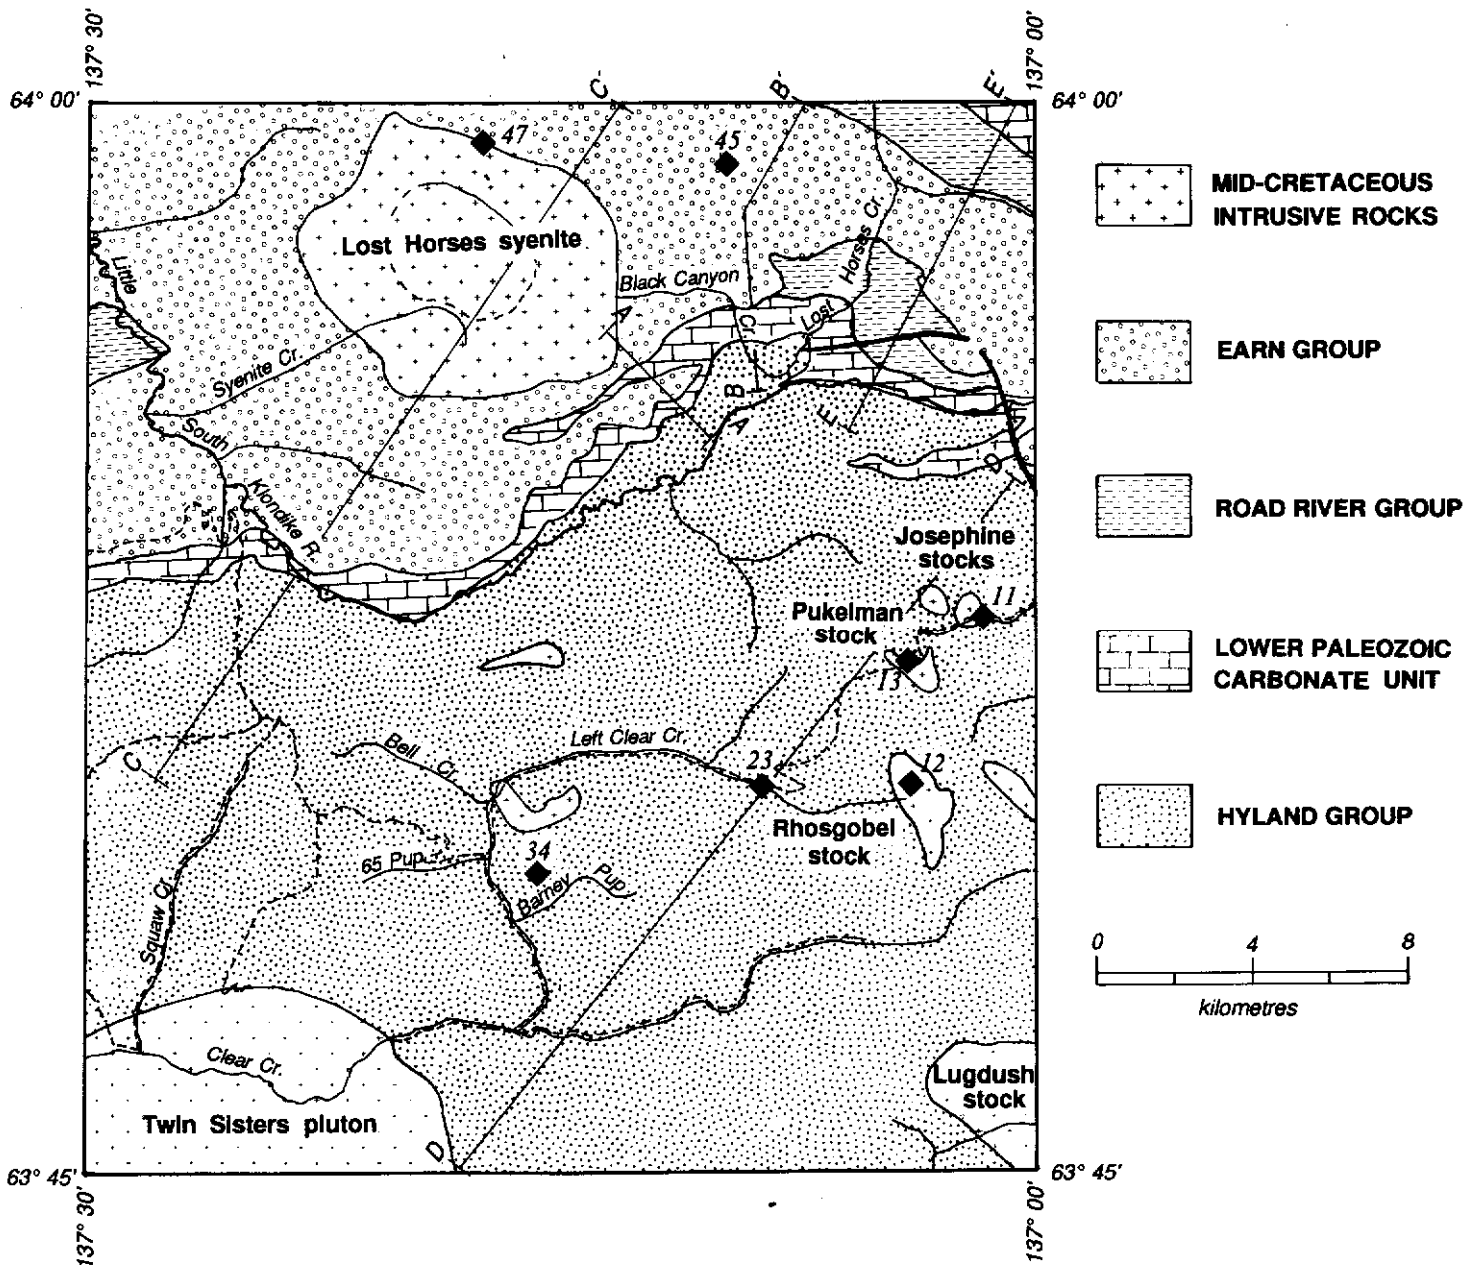 137° 30'
137° 00'
64° 00'
64° 00'
C'
B'
E'
47
45
MID-CRETACEOUS
INTRUSIVE ROCKS
Lost Horses syenite
Little
Black Canyon
Cr.
Lost
Horses Cr.
A'
EARN GROUP
Syenite Cr.
B
A
E
South
Klondike R.
D'
ROAD RIVER GROUP
Josephine
stocks
11
Pukelman
stock
13
LOWER PALEOZOIC
CARBONATE UNIT
C
Bell Cr.
Left Clear Cr.
23
12
Rhosgobel
stock
HYLAND GROUP
65 Pup
34
Barney Pup
Squaw Cr.
0 4 8
kilometres
Clear Cr.
Lugdush
stock
Twin Sisters pluton
D
63° 45'
63° 45'
137° 30'
137° 00'